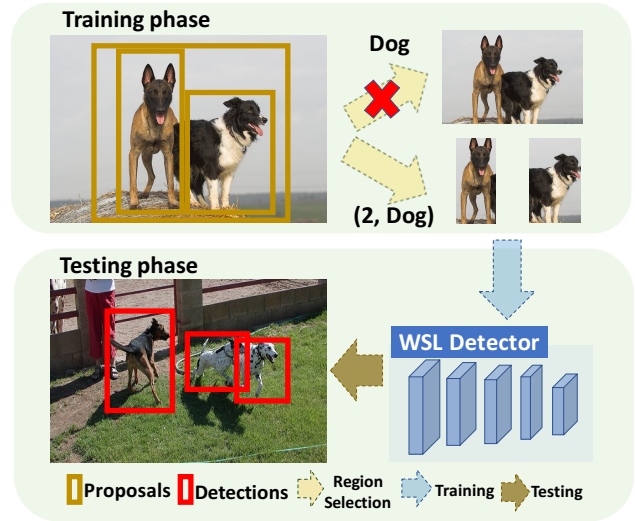 Training phase
Dog
(2, Dog)
Testing phase
WSL Detector
Proposals
Detections
Region
Selection
Training
Testing